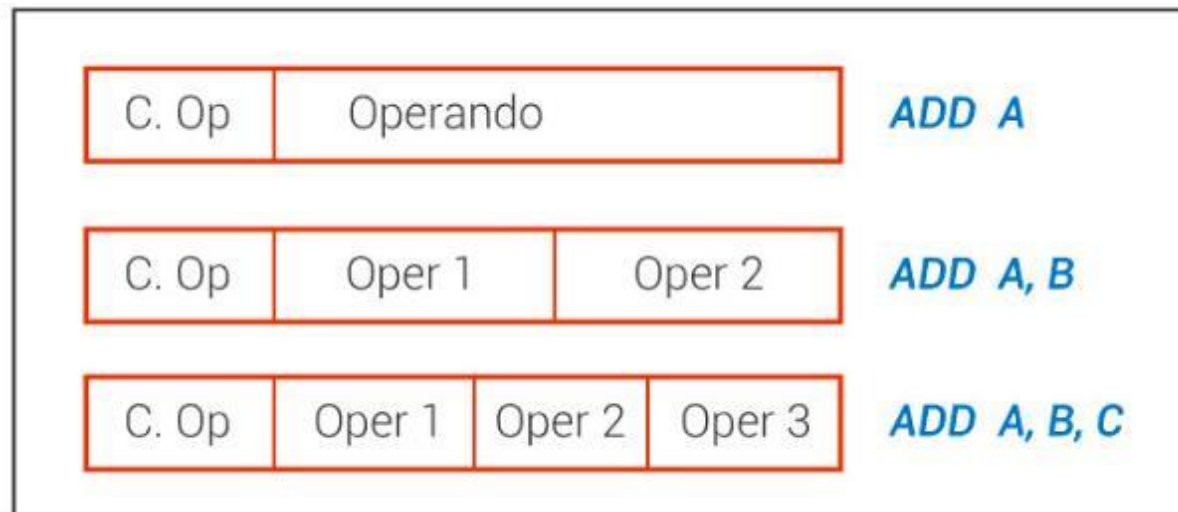 C. Op Operando ADD A
C. Op Oper 1 Oper 2 ADD A, B
C. Op Oper 1 Oper 2 Oper 3 ADD A, B, C